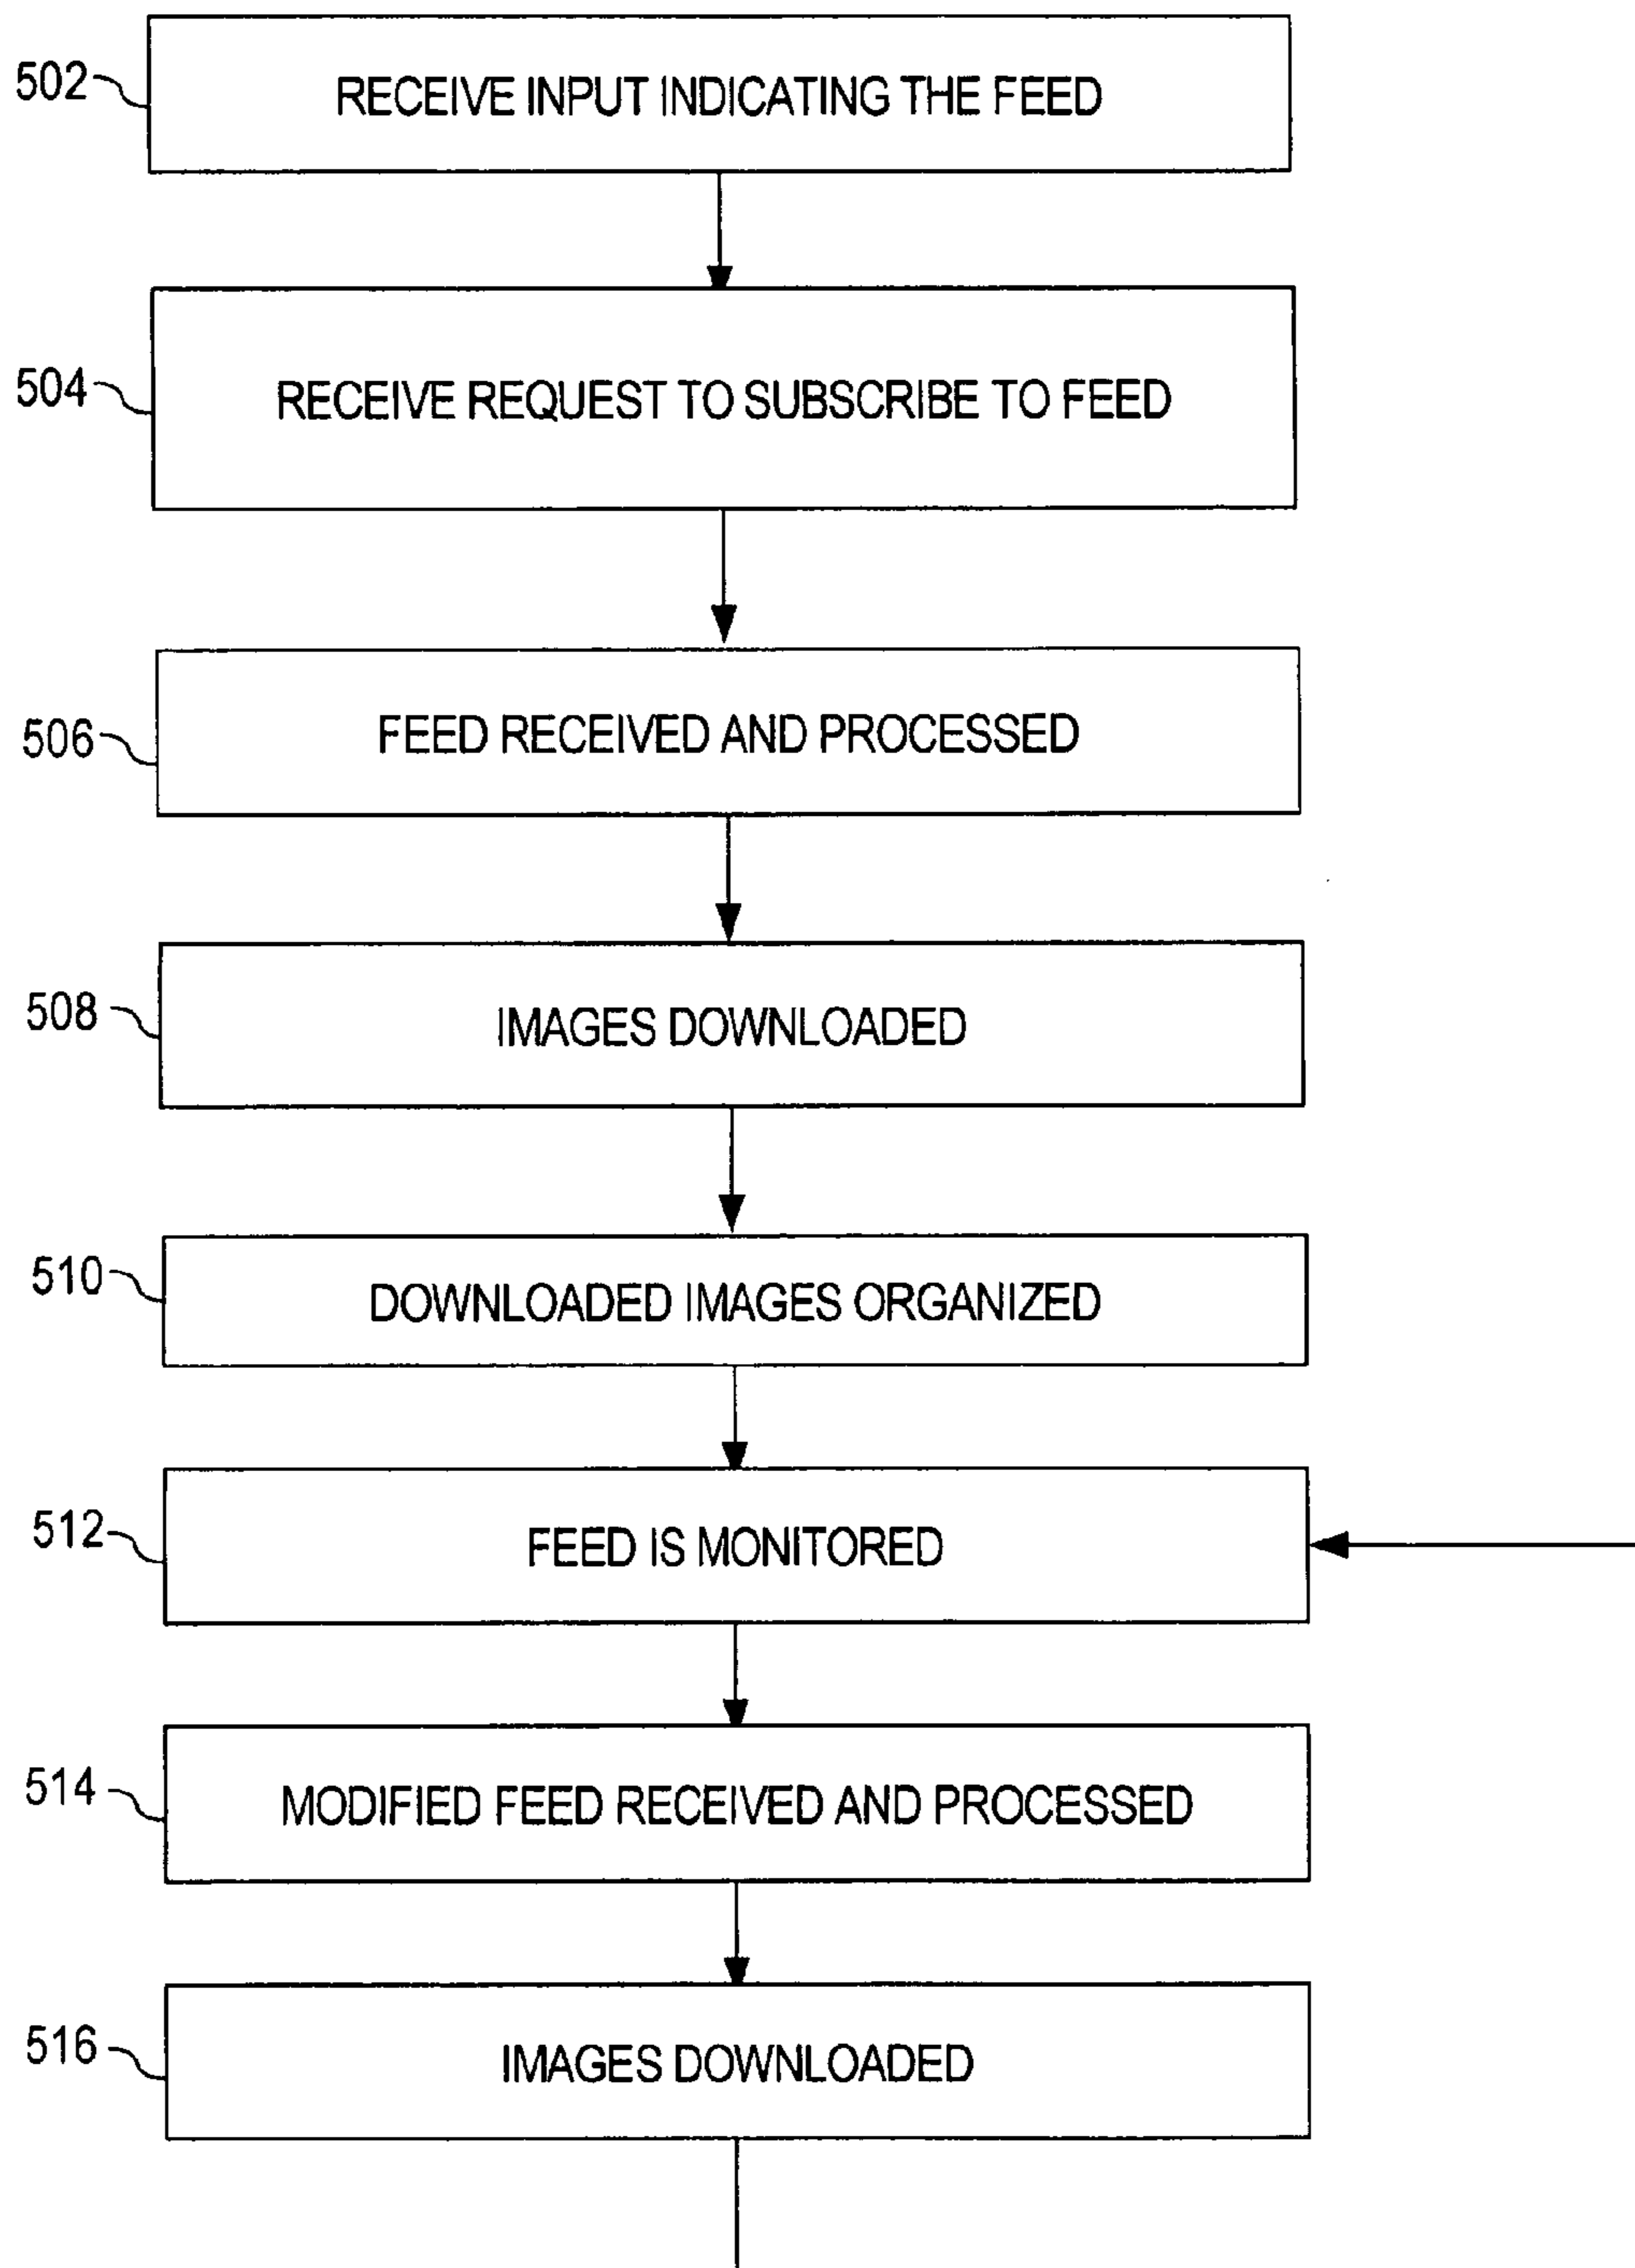 502
RECEIVE INPUT INDICATING THE FEED
504
RECEIVE REQUEST TO SUBSCRIBE TO FEED
506
FEED RECEIVED AND PROCESSED
508
IMAGES DOWNLOADED
510
DOWNLOADED IMAGES ORGANIZED
512
FEED IS MONITORED
514
MODIFIED FEED RECEIVED AND PROCESSED
516
IMAGES DOWNLOADED